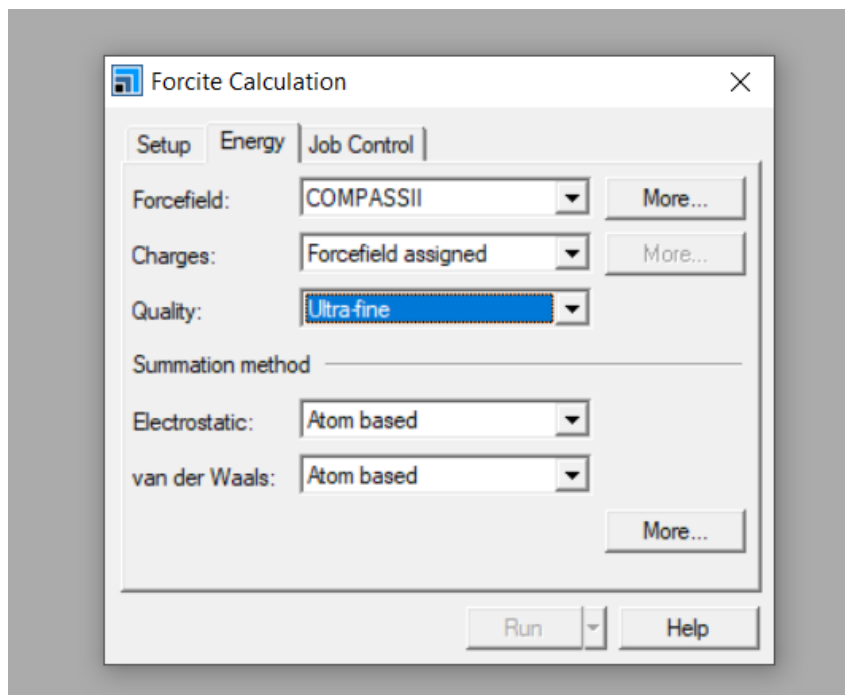 Forcite Calculation
Setup Energy Job Control
Forcefield: COMPASSII More...
Charges: Forcefield assigned More...
Quality: Ultra-fine
Summation method
Electrostatic: Atom based
van der Waals: Atom based
More...
Run Help